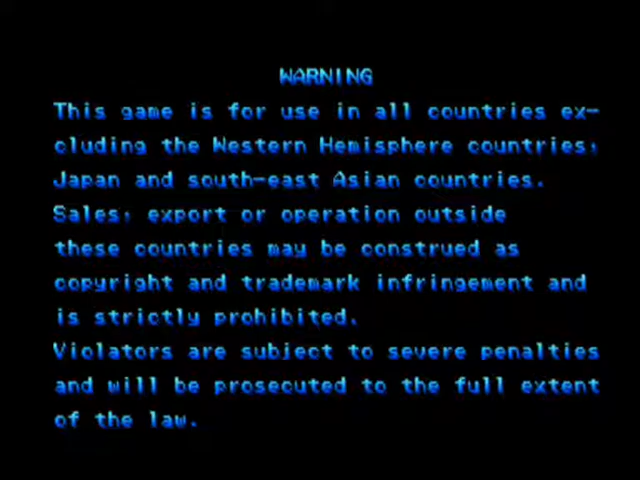 WARNING
This game is for use in all countries ex-
cluding the Western Hemisphere countries,
Japan and south-east Asian countries.
Sales, export or operation outside
these countries may be construed as
copyright and trademark infringement and
is strictly prohibited.
Violators are subject to severe penalties
and will be prosecuted to the full extent
of the law.